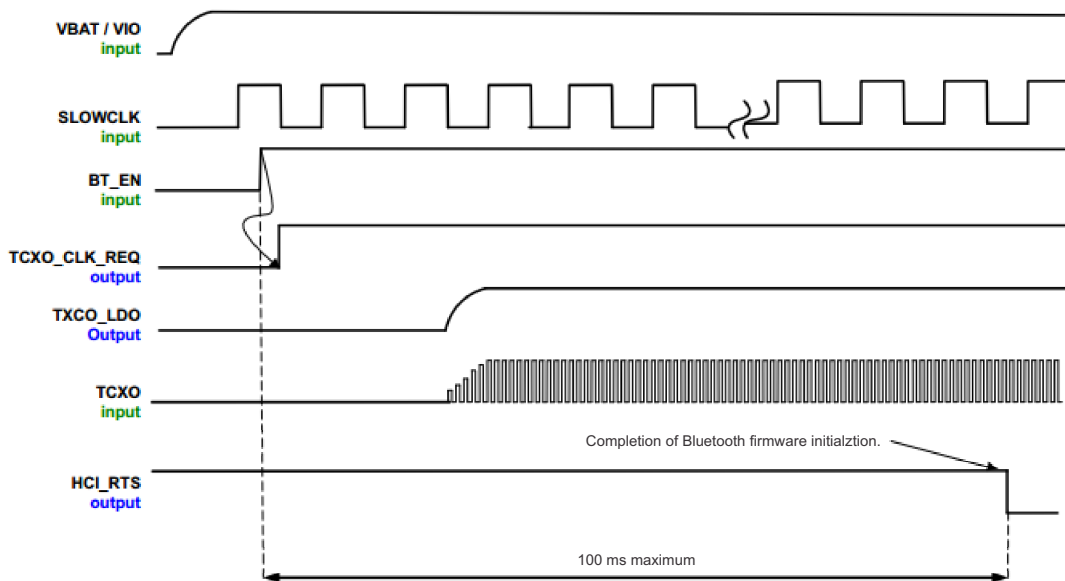 VBAT / VIO
input
SLOWCLK
input
BT_EN
input
TCXO_CLK_REQ
output
TXCO_LDO
Output
TCXO
input
Completion of Bluetooth firmware initialztion.
HCI_RTS
output
100 ms maximum